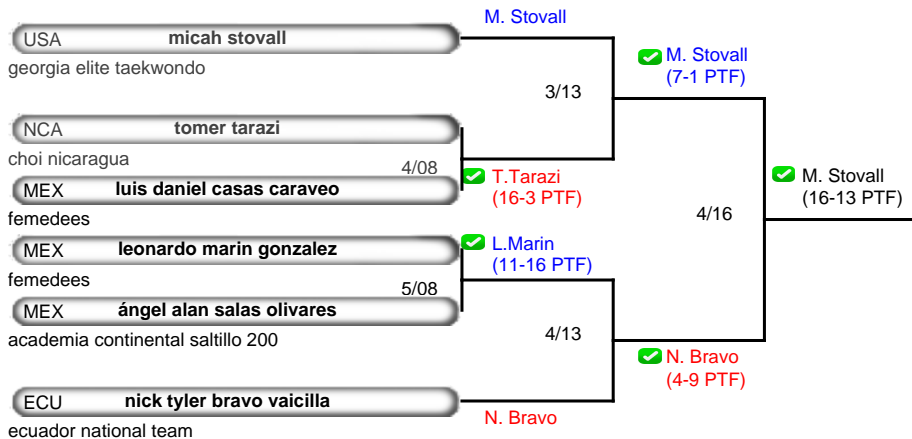 M. Stovall
USA micah stovall
georgia elite taekwondo
M. Stovall
(7-1 PTF)
3/13
NCA tomer tarazi
choi nicaragua
4/08
T.Tarazi
(16-3 PTF)
MEX luis daniel casas caraveo
femedees
M. Stovall
(16-13 PTF)
4/16
MEX leonardo marin gonzalez
femedees
L.Marin
(11-16 PTF)
5/08
MEX ángel alan salas olivares
academia continental saltillo 200
4/13
N. Bravo
(4-9 PTF)
ECU nick tyler bravo vaicilla
ecuador national team
N. Bravo